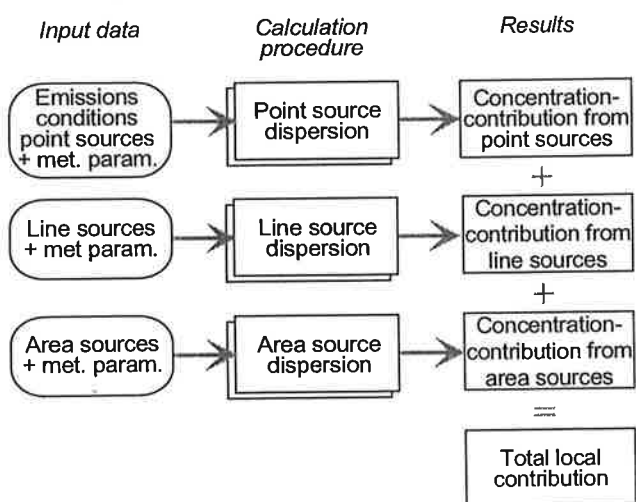 Input data
Calculation
procedure
Results
Emissions
conditions
point sources
+ met. param.
Point source
dispersion
Concentration-
contribution from
point sources
+
Line sources
+ met param.
Line source
dispersion
Concentration-
contribution from
line sources
+
Area sources
+ met. param.
Area source
dispersion
Concentration-
contribution from
area sources
=
Total local
contribution